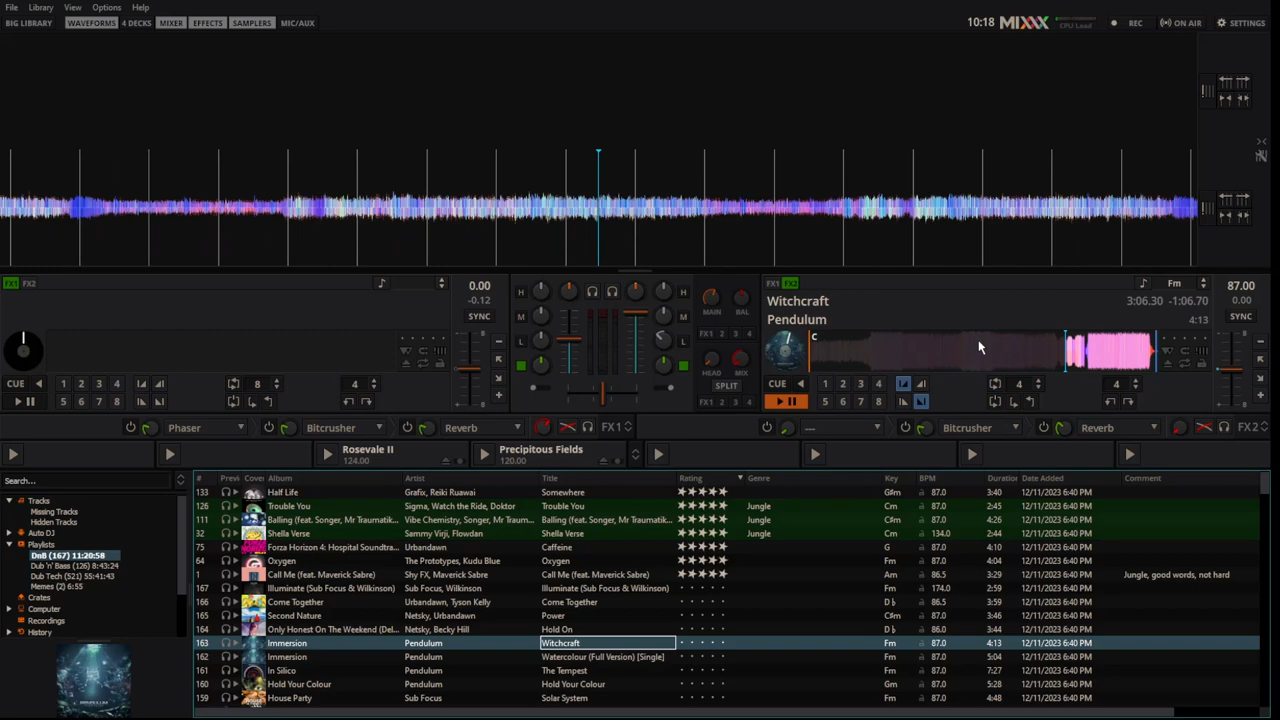 File Library View Options Help
BIG LIBRARY WAVEFORMS 4 DECKS MIXER EFFECTS SAMPLERS MIC/AUX 10:18 MIXXX CPU Load REC ON AIR SETTINGS
FX1 FX2 0.00 -0.12 SYNC
H H
M M
L L
MAIN BAL
FX1 2 3 4 FX2 1 3 4
HEAD MIX
SPLIT
FX1 FX2 Fm 87.00
Witchcraft 3:06.30 -1:06.70 0.00
Pendulum 4:13 SYNC
C
CUE 1 2 3 4 8 4
5 6 7 8
CUE 1 2 3 4 4 4
5 6 7 8
Phaser Bitcrusher Reverb FX1 --- Bitcrusher Reverb FX2
Rosevale II Precipitous Fields
124.00 120.00
Search...
Tracks
Missing Tracks
Hidden Tracks
Auto DJ
Playlists
DnB (167) 11:20:58
Dub 'n' Bass (126) 8:43:24
Dub Tech (521) 55:41:43
Memes (2) 6:55
Crates
Computer
Recordings
History
# Previ Cover Album Artist Title Rating Genre Key BPM Duration Date Added Comment
133 Half Life Grafix, Reiki Ruawai Somewhere G#m 87.0 3:40 12/11/2023 6:40 PM
126 Trouble You Sigma, Watch the Ride, Doktor Trouble You Jungle Cm 87.0 2:45 12/11/2023 6:40 PM
111 Balling (feat. Songer, Mr Traumatik... Vibe Chemistry, Songer, Mr Traum... Balling (feat. Songer, Mr Traumatik... Jungle C#m 87.0 4:26 12/11/2023 6:40 PM
32 Shella Verse Sammy Virji, Flowdan Shella Verse Jungle Cm 134.0 2:44 12/11/2023 6:40 PM
75 Forza Horizon 4: Hospital Soundtra... Urbandawn Caffeine G 87.0 4:10 12/11/2023 6:40 PM
64 Oxygen The Prototypes, Kudu Blue Oxygen Fm 87.0 4:04 12/11/2023 6:40 PM
1 Call Me (feat. Maverick Sabre) Shy FX, Maverick Sabre Call Me (feat. Maverick Sabre) Am 86.5 3:29 12/11/2023 6:40 PM Jungle, good words, not hard
167 Illuminate (Sub Focus & Wilkinson) Sub Focus, Wilkinson Illuminate (Sub Focus & Wilkinson) Fm 174.0 2:59 12/11/2023 6:40 PM
166 Come Together Urbandawn, Tyson Kelly Come Together D♭ 86.5 3:59 12/11/2023 6:40 PM
165 Second Nature Netsky, Urbandawn Power C#m 87.0 3:06 12/11/2023 6:40 PM
164 Only Honest On The Weekend (Del... Netsky, Becky Hill Hold On D♭ 86.0 3:44 12/11/2023 6:40 PM
163 Immersion Pendulum Witchcraft Fm 87.0 4:13 12/11/2023 6:40 PM
162 Immersion Pendulum Watercolour (Full Version) [Single] Fm 87.0 5:04 12/11/2023 6:40 PM
161 In Silico Pendulum The Tempest Fm 87.0 7:27 12/11/2023 6:40 PM
160 Hold Your Colour Pendulum Hold Your Colour Gm 87.0 5:28 12/11/2023 6:40 PM
159 House Party Sub Focus Solar System Fm 87.0 4:48 12/11/2023 6:40 PM